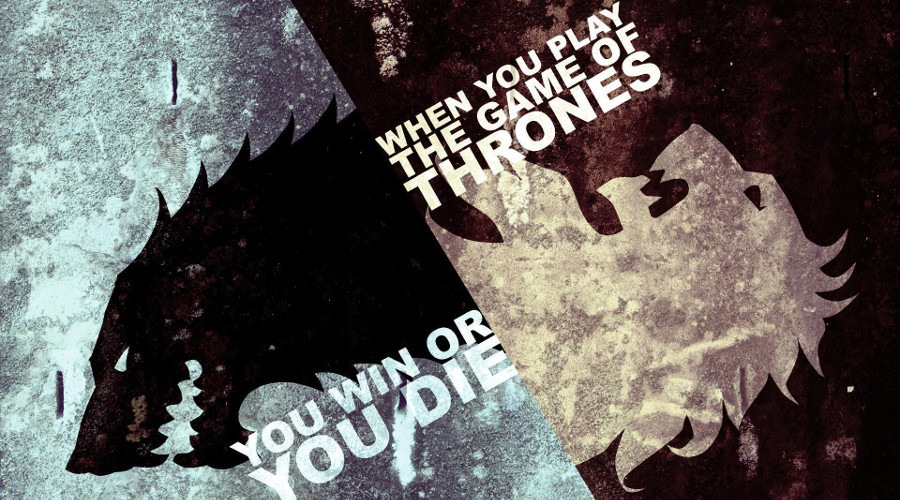 WHEN YOU PLAY
THE GAME OF
THRONES
YOU WIN OR
YOU DIE